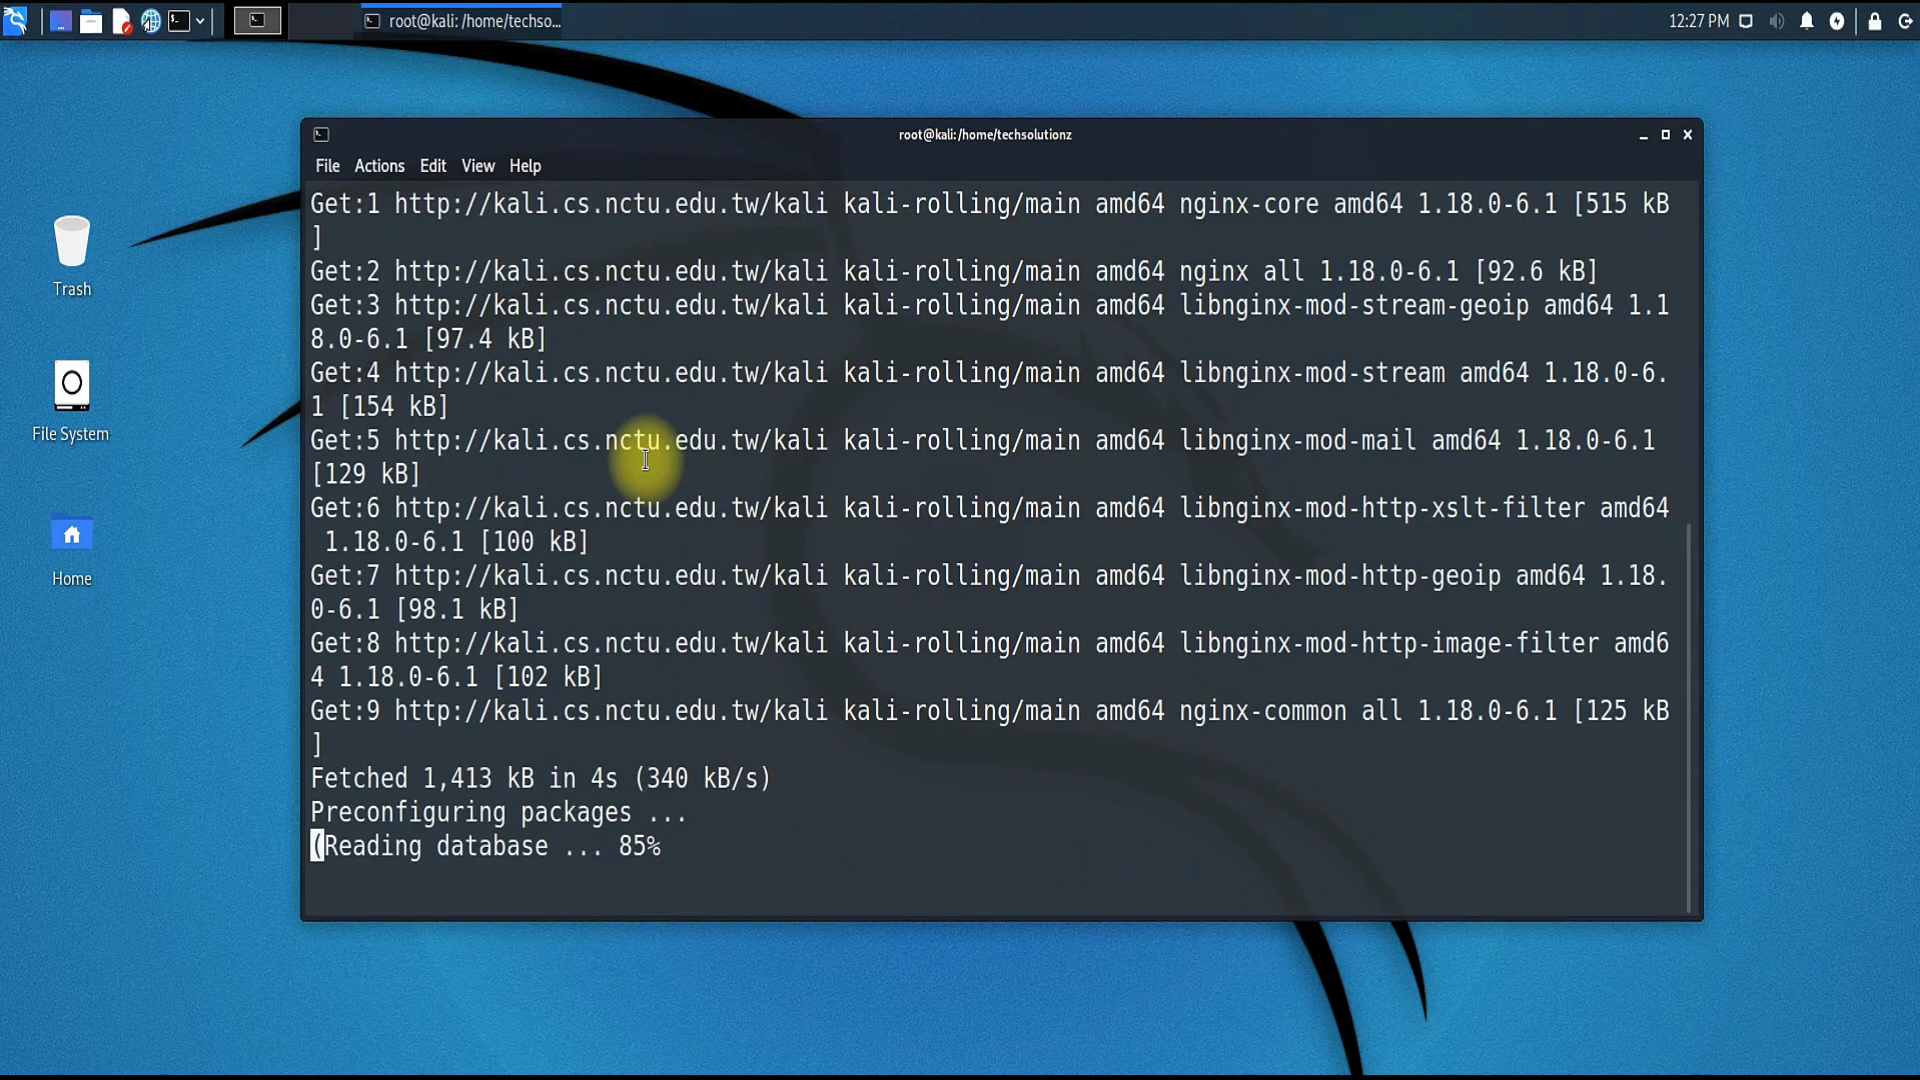 root@kali: /home/techso...
12:27 PM
root@kali:/home/techsolutionz
File Actions Edit View Help
Trash
File System
Home
Get:1 http://kali.cs.nctu.edu.tw/kali kali-rolling/main amd64 nginx-core amd64 1.18.0-6.1 [515 kB
]
Get:2 http://kali.cs.nctu.edu.tw/kali kali-rolling/main amd64 nginx all 1.18.0-6.1 [92.6 kB]
Get:3 http://kali.cs.nctu.edu.tw/kali kali-rolling/main amd64 libnginx-mod-stream-geoip amd64 1.1
8.0-6.1 [97.4 kB]
Get:4 http://kali.cs.nctu.edu.tw/kali kali-rolling/main amd64 libnginx-mod-stream amd64 1.18.0-6.
1 [154 kB]
Get:5 http://kali.cs.nctu.edu.tw/kali kali-rolling/main amd64 libnginx-mod-mail amd64 1.18.0-6.1
[129 kB]
Get:6 http://kali.cs.nctu.edu.tw/kali kali-rolling/main amd64 libnginx-mod-http-xslt-filter amd64
1.18.0-6.1 [100 kB]
Get:7 http://kali.cs.nctu.edu.tw/kali kali-rolling/main amd64 libnginx-mod-http-geoip amd64 1.18.
0-6.1 [98.1 kB]
Get:8 http://kali.cs.nctu.edu.tw/kali kali-rolling/main amd64 libnginx-mod-http-image-filter amd6
4 1.18.0-6.1 [102 kB]
Get:9 http://kali.cs.nctu.edu.tw/kali kali-rolling/main amd64 nginx-common all 1.18.0-6.1 [125 kB
]
Fetched 1,413 kB in 4s (340 kB/s)
Preconfiguring packages ...
(Reading database ... 85%